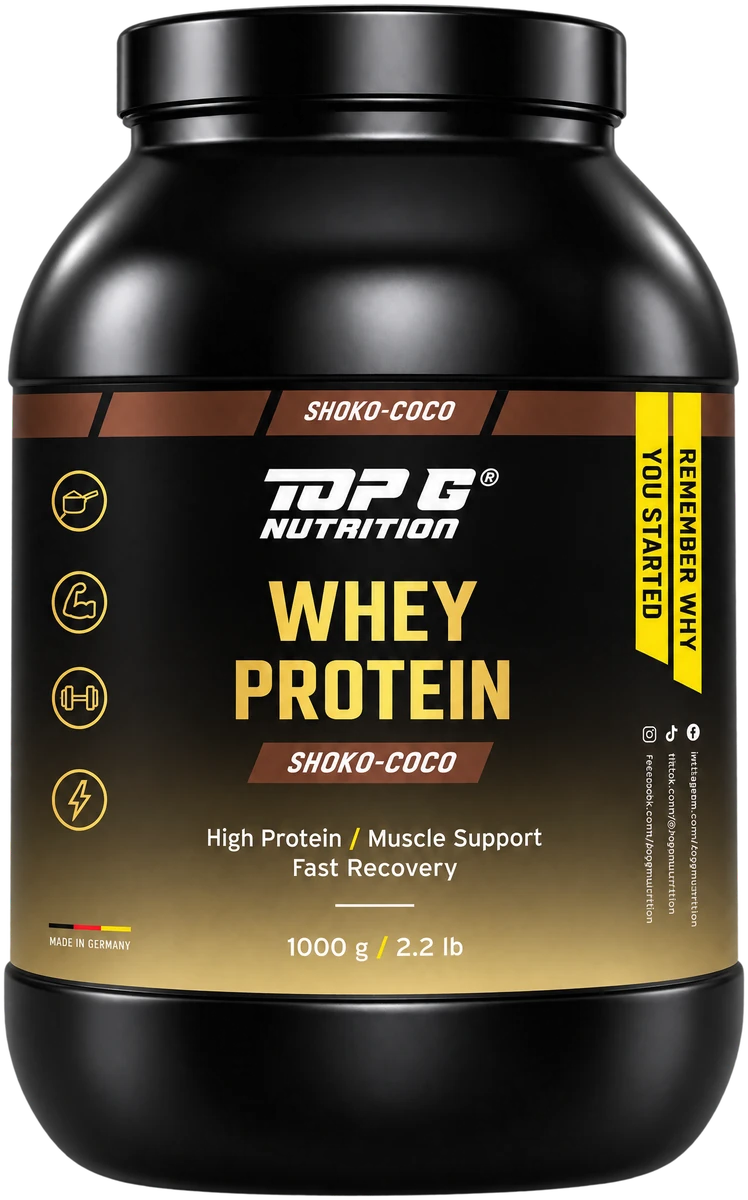 SHOKO-COCO
TOP G®
NUTRITION
WHEY
PROTEIN
SHOKO-COCO
High Protein / Muscle Support
Fast Recovery
1000 g / 2.2 lb
MADE IN GERMANY
REMEMBER WHY
YOU STARTED